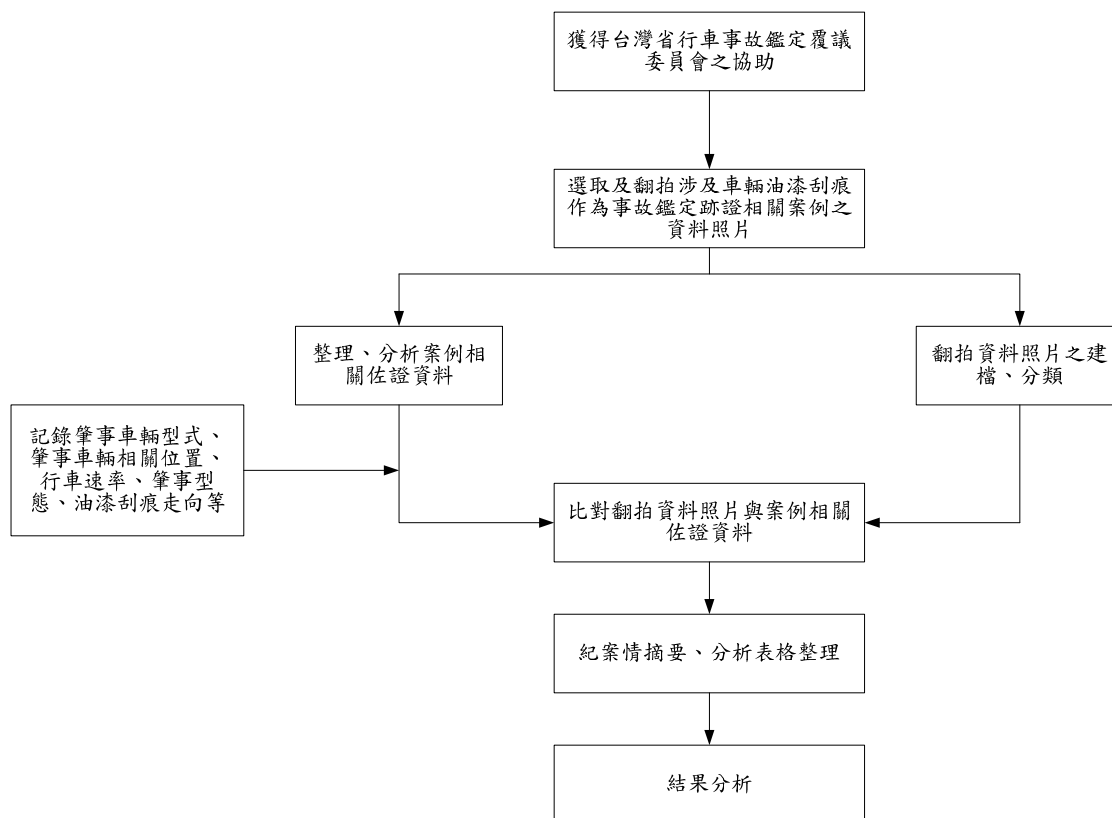 獲得台灣省行車事故鑑定覆議
委員會之協助
選取及翻拍涉及車輛油漆刮痕
作為事故鑑定跡證相關案例之
資料照片
整理、分析案例相
關佐證資料
翻拍資料照片之建
檔、分類
記錄肇事車輛型式、
肇事車輛相關位置、
行車速率、肇事型
態、油漆刮痕走向等
比對翻拍資料照片與案例相關
佐證資料
紀案情摘要、分析表格整理
結果分析